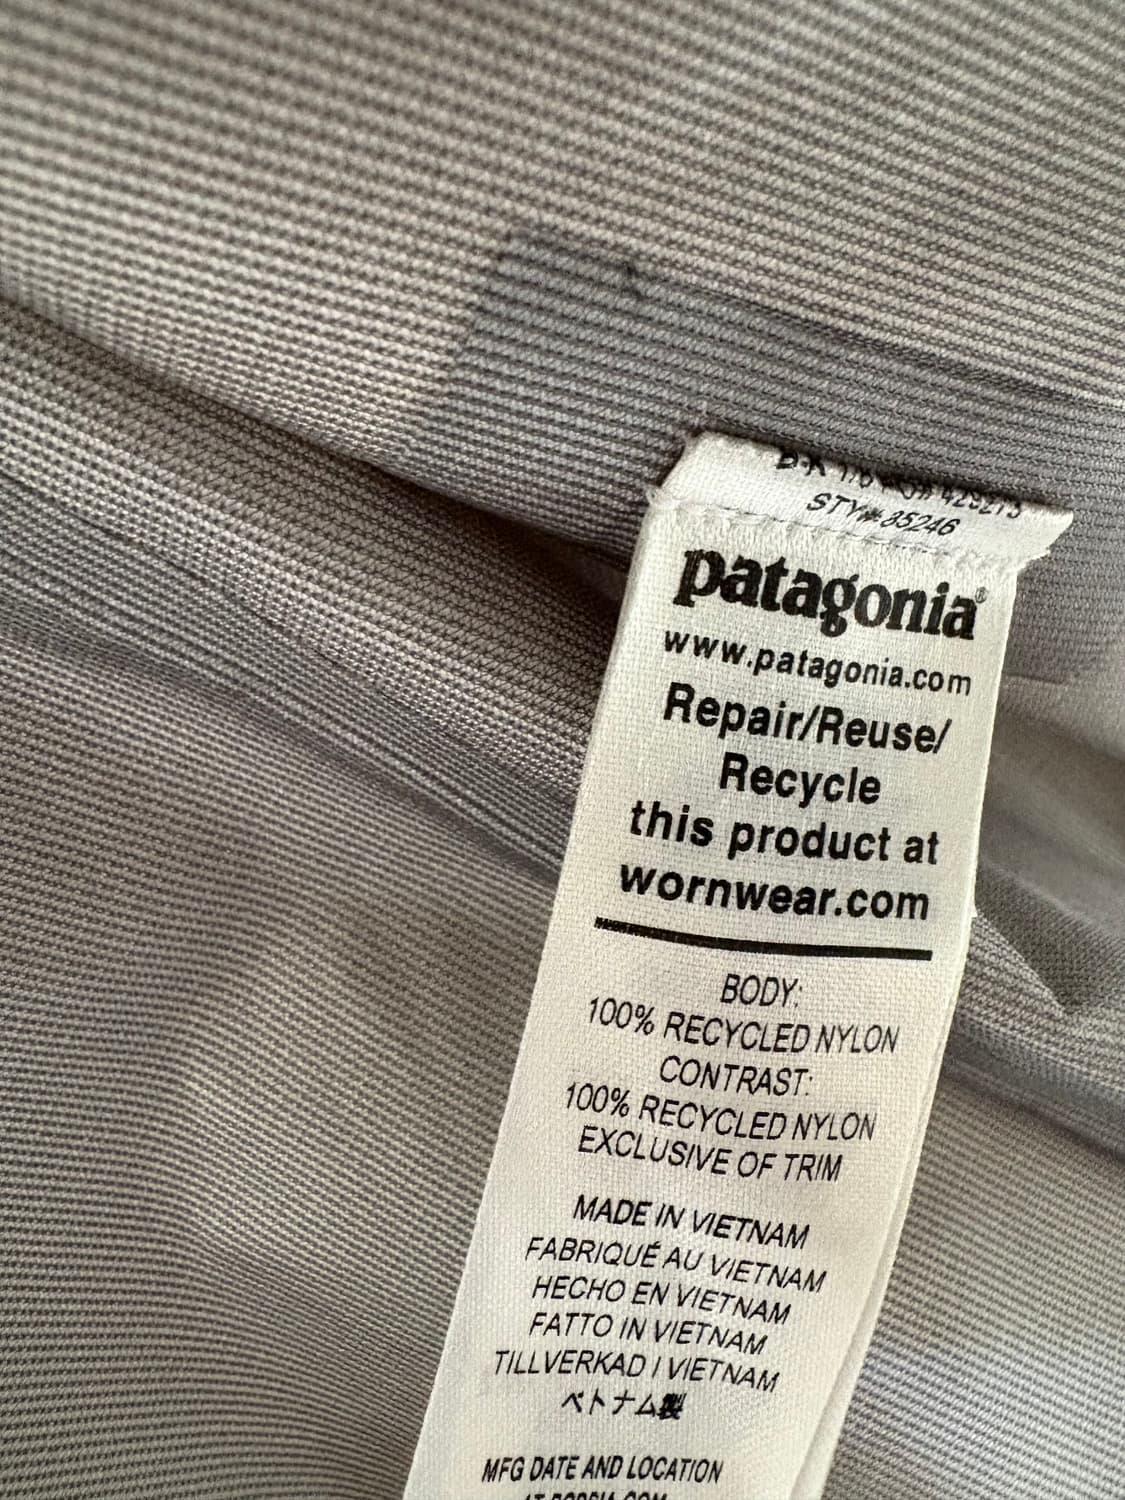 STY# 85246
patagonia®
www.patagonia.com
Repair/Reuse/
Recycle
this product at
wornwear.com
BODY:
100% RECYCLED NYLON
CONTRAST:
100% RECYCLED NYLON
EXCLUSIVE OF TRIM
MADE IN VIETNAM
FABRIQUÉ AU VIETNAM
HECHO EN VIETNAM
FATTO IN VIETNAM
TILLVERKAD I VIETNAM
ベトナム製
MFG DATE AND LOCATION